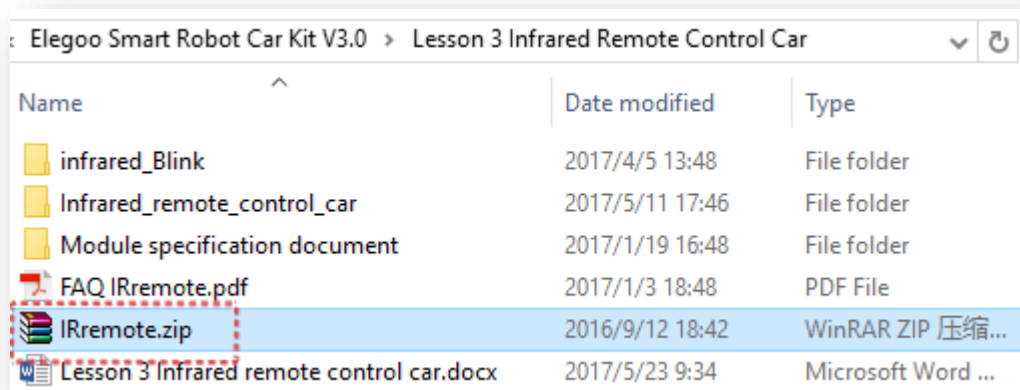 Elegoo Smart Robot Car Kit V3.0 > Lesson 3 Infrared Remote Control Car
Name Date modified Type
infrared_Blink 2017/4/5 13:48 File folder
Infrared_remote_control_car 2017/5/11 17:46 File folder
Module specification document 2017/1/19 16:48 File folder
FAQ IRremote.pdf 2017/1/3 18:48 PDF File
IRremote.zip 2016/9/12 18:42 WinRAR ZIP 压缩...
Lesson 3 Infrared remote control car.docx 2017/5/23 9:34 Microsoft Word ...